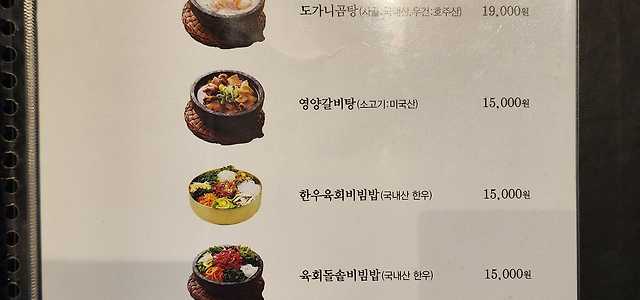 도가니곰탕(사골:국내산,우건:호주산) 19,000원
영양갈비탕(소고기:미국산) 15,000원
한우육회비빔밥(국내산 한우) 15,000원
육회돌솥비빔밥(국내산 한우) 15,000원